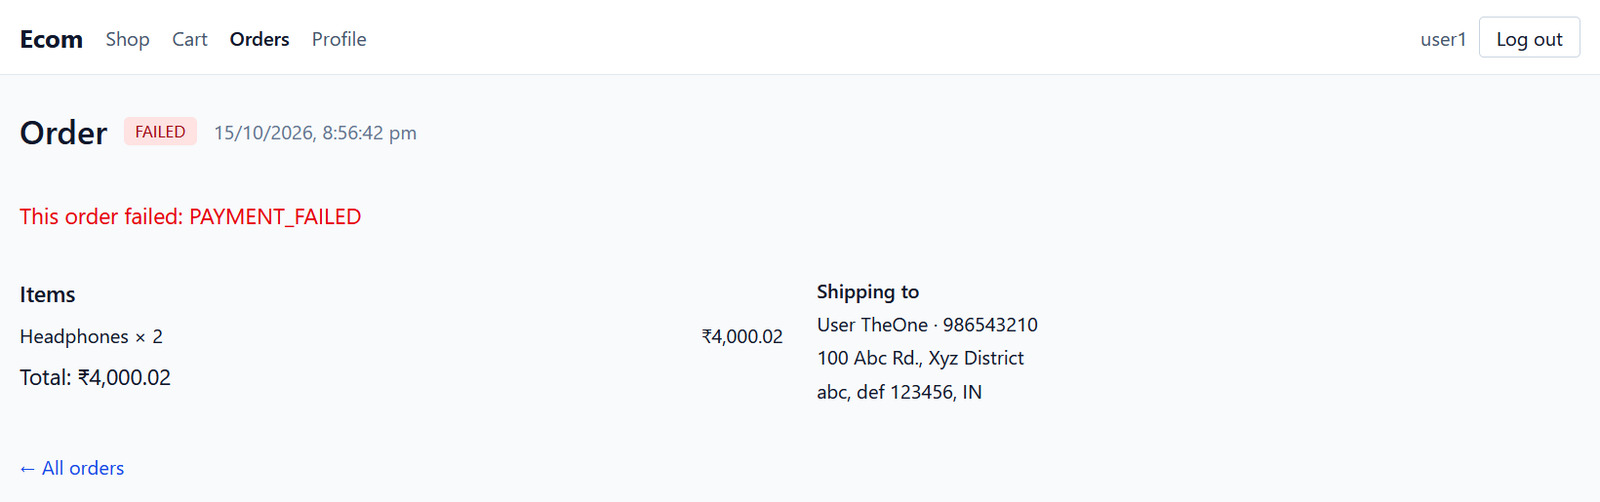 Ecom Shop Cart Orders Profile user1 Log out
Order FAILED 15/10/2026, 8:56:42 pm
This order failed: PAYMENT_FAILED
Items
Headphones × 2 ₹4,000.02
Total: ₹4,000.02
Shipping to
User TheOne · 986543210
100 Abc Rd., Xyz District
abc, def 123456, IN
← All orders